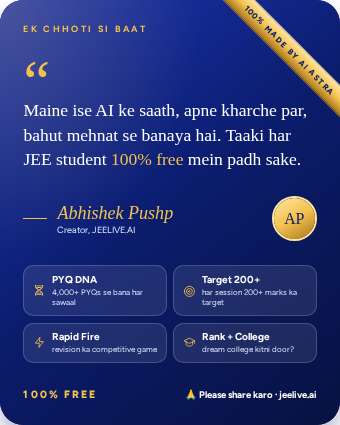 EK CHHOTI SI BAAT
100% MADE BY AI ASTRA
“
Maine ise AI ke saath, apne kharche par,
bahut mehnat se banaya hai. Taaki har
JEE student 100% free mein padh sake.
Abhishek Pushp
Creator, JEELIVE.AI
AP
PYQ DNA
4,000+ PYQs se bana har
sawaal
Target 200+
har session 200+ marks ka
target
Rapid Fire
revision ka competitive game
Rank + College
dream college kitni door?
100% FREE
🙏 Please share karo · jeelive.ai